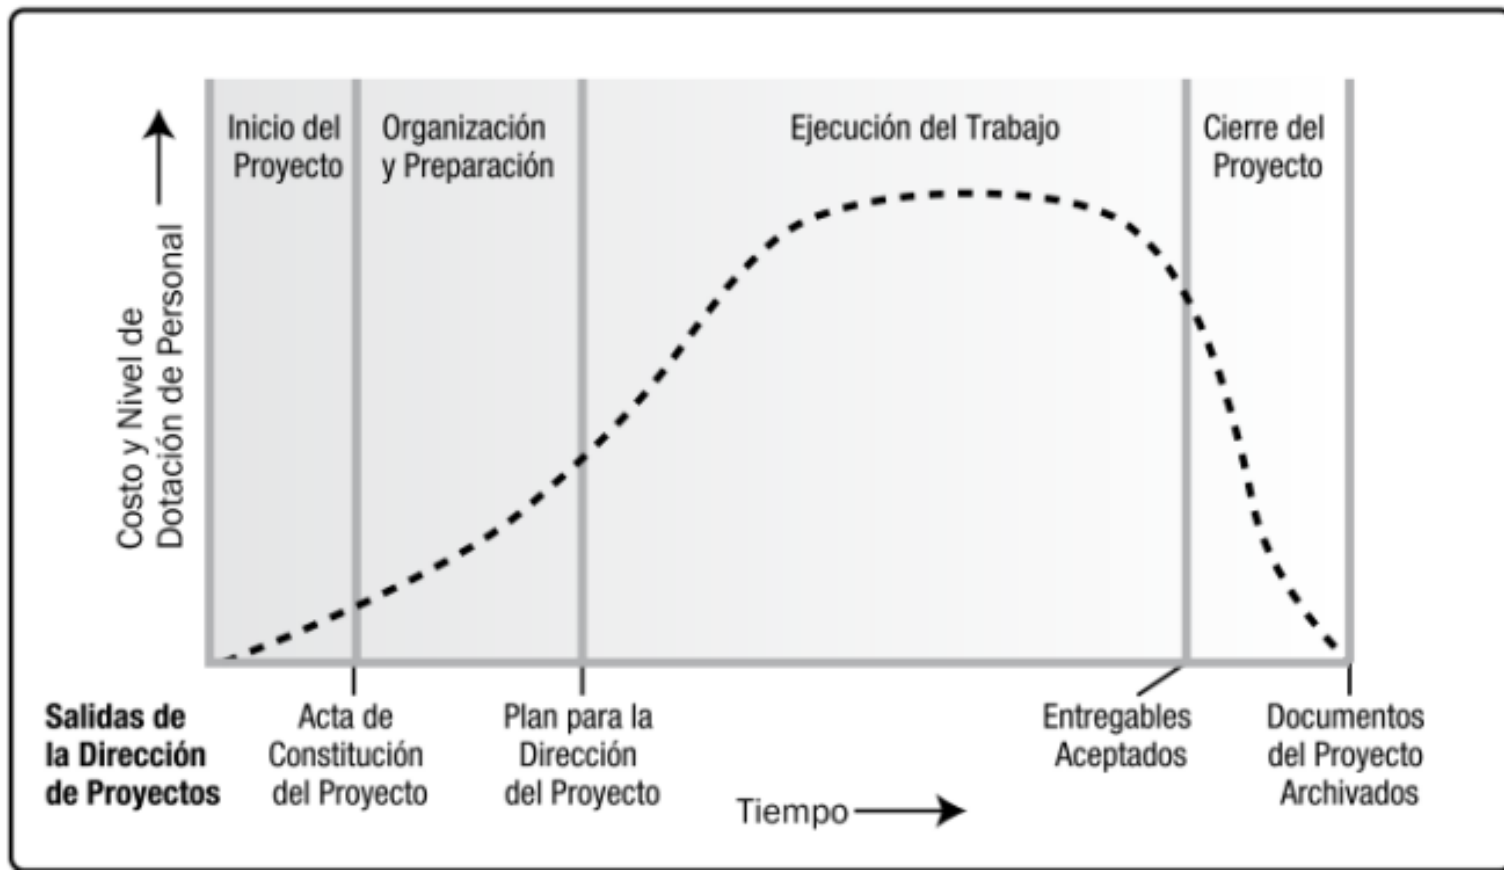 Inicio del
Proyecto
Organización
y Preparación
Ejecución del Trabajo
Cierre del
Proyecto
Costo y Nivel de
Dotación de Personal
Salidas de
la Dirección
de Proyectos
Acta de
Constitución
del Proyecto
Plan para la
Dirección
del Proyecto
Tiempo
Entregables
Aceptados
Documentos
del Proyecto
Archivados